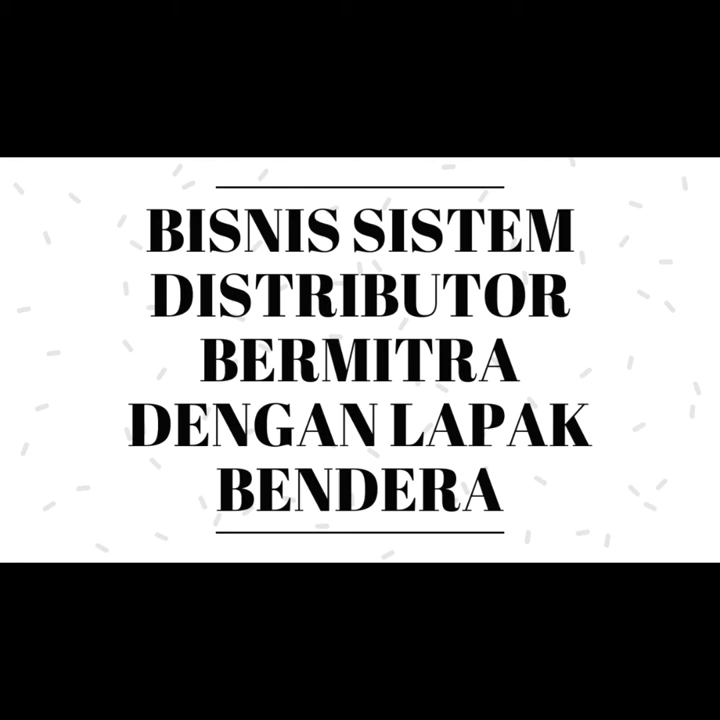 BISNIS SISTEM
DISTRIBUTOR
BERMITRA
DENGAN LAPAK
BENDERA